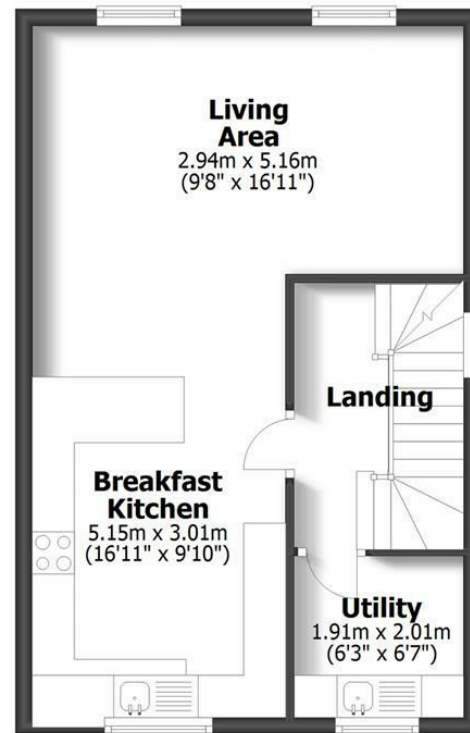 Living
Area
2.94m x 5.16m
(9'8" x 16'11")
Landing
Breakfast
Kitchen
5.15m x 3.01m
(16'11" x 9'10")
Utility
1.91m x 2.01m
(6'3" x 6'7")